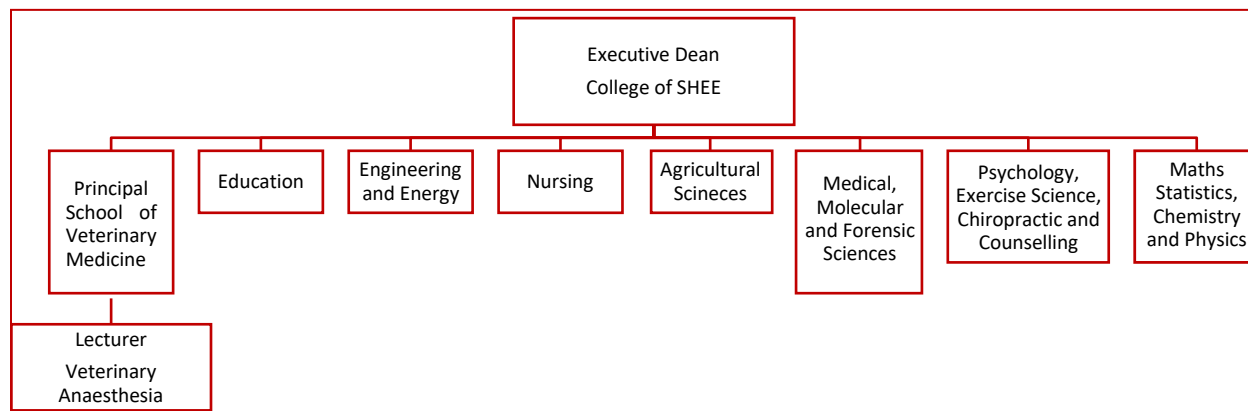 Executive Dean
College of SHEE
Principal
School of
Veterinary
Medicine
Education
Engineering
and Energy
Nursing
Agricultural
Scineces
Medical,
Molecular
and Forensic
Sciences
Psychology,
Exercise Science,
Chiropractic and
Counselling
Maths
Statistics,
Chemistry
and Physics
Lecturer
Veterinary
Anaesthesia